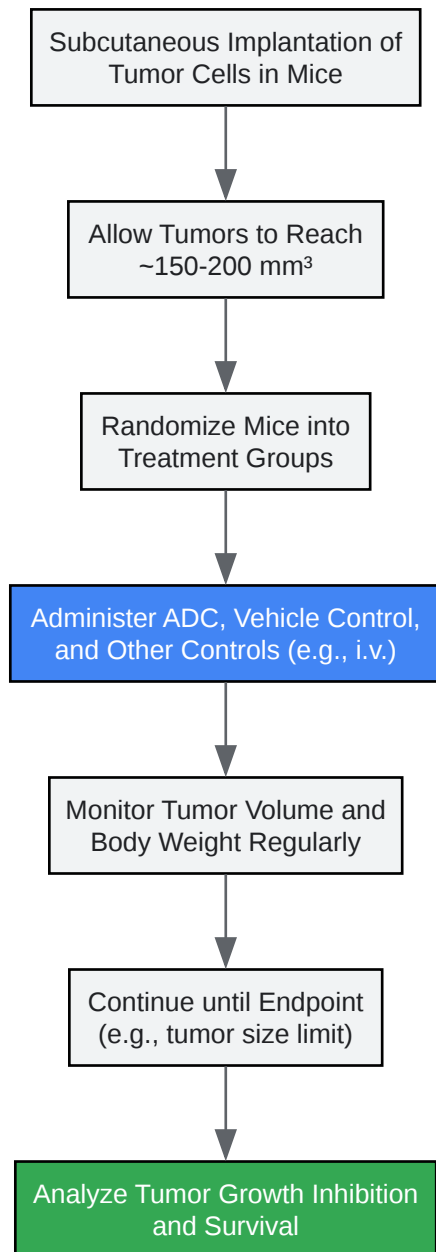 Subcutaneous Implantation of
Tumor Cells in Mice
Allow Tumors to Reach
~150-200 mm³
Randomize Mice into
Treatment Groups
Administer ADC, Vehicle Control,
and Other Controls (e.g., i.v.)
Monitor Tumor Volume and
Body Weight Regularly
Continue until Endpoint
(e.g., tumor size limit)
Analyze Tumor Growth Inhibition
and Survival